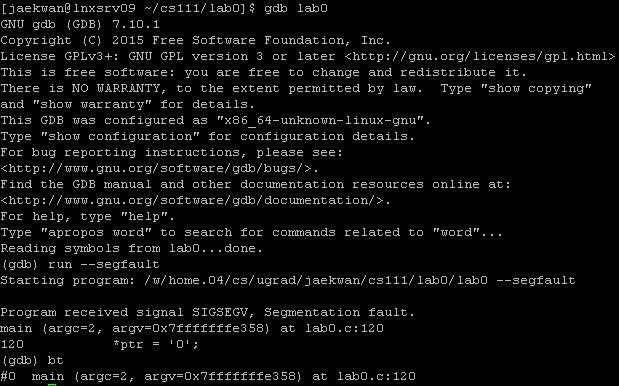 [jaekwan@lnxsrv09 ~/cs111/lab0]$ gdb lab0
GNU gdb (GDB) 7.10.1
Copyright (C) 2015 Free Software Foundation, Inc.
License GPLv3+: GNU GPL version 3 or later <http://gnu.org/licenses/gpl.html>
This is free software: you are free to change and redistribute it.
There is NO WARRANTY, to the extent permitted by law.  Type "show copying"
and "show warranty" for details.
This GDB was configured as "x86_64-unknown-linux-gnu".
Type "show configuration" for configuration details.
For bug reporting instructions, please see:
<http://www.gnu.org/software/gdb/bugs/>.
Find the GDB manual and other documentation resources online at:
<http://www.gnu.org/software/gdb/documentation/>.
For help, type "help".
Type "apropos word" to search for commands related to "word"...
Reading symbols from lab0...done.
(gdb) run --segfault
Starting program: /w/home.04/cs/ugrad/jaekwan/cs111/lab0/lab0 --segfault
Program received signal SIGSEGV, Segmentation fault.
main (argc=2, argv=0x7fffffffe358) at lab0.c:120
120         *ptr = '0';
(gdb) bt
#0  main (argc=2, argv=0x7fffffffe358) at lab0.c:120